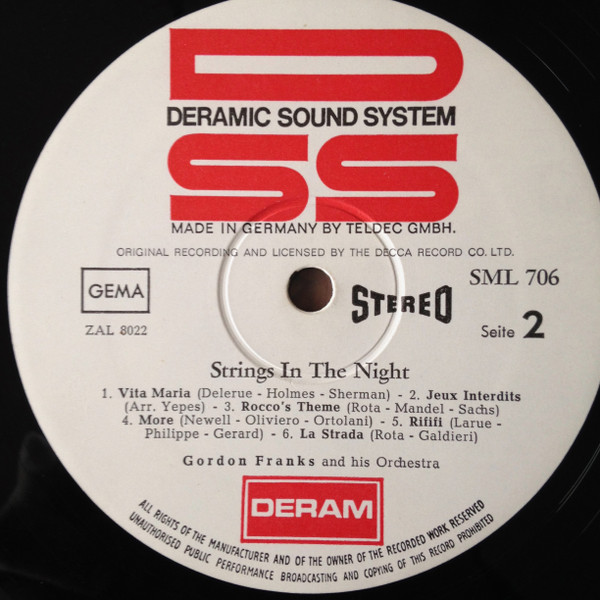 D
DERAMIC SOUND SYSTEM
SS
MADE IN GERMANY BY TELDEC GMBH.
ORIGINAL RECORDING AND LICENSED BY THE DECCA RECORD CO. LTD.
GEMA
ZAL 8022
STEREO
SML 706
Seite 2
Strings In The Night
1. Vita Maria (Delerue - Holmes - Sherman) - 2. Jeux Interdits
(Arr. Yepes) - 3. Rocco's Theme (Rota - Mandel - Sachs)
4. More (Newell - Oliviero - Ortolani) - 5. Rififi (Larue -
Philippe - Gerard) - 6. La Strada (Rota - Galdieri)
Gordon Franks and his Orchestra
DERAM
ALL RIGHTS OF THE MANUFACTURER AND OF THE OWNER OF THE RECORDED WORK RESERVED
UNAUTHORISED PUBLIC PERFORMANCE BROADCASTING AND COPYING OF THIS RECORD PROHIBITED